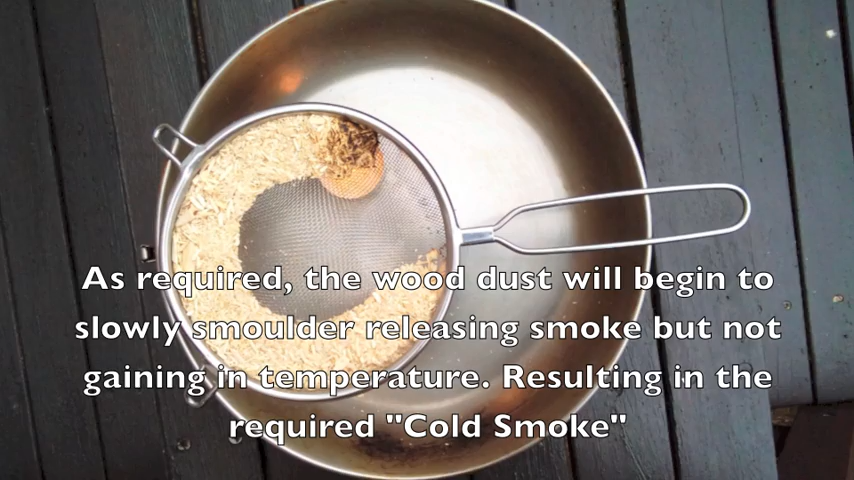 As required, the wood dust will begin to
slowly smoulder releasing smoke but not
gaining in temperature. Resulting in the
required "Cold Smoke"